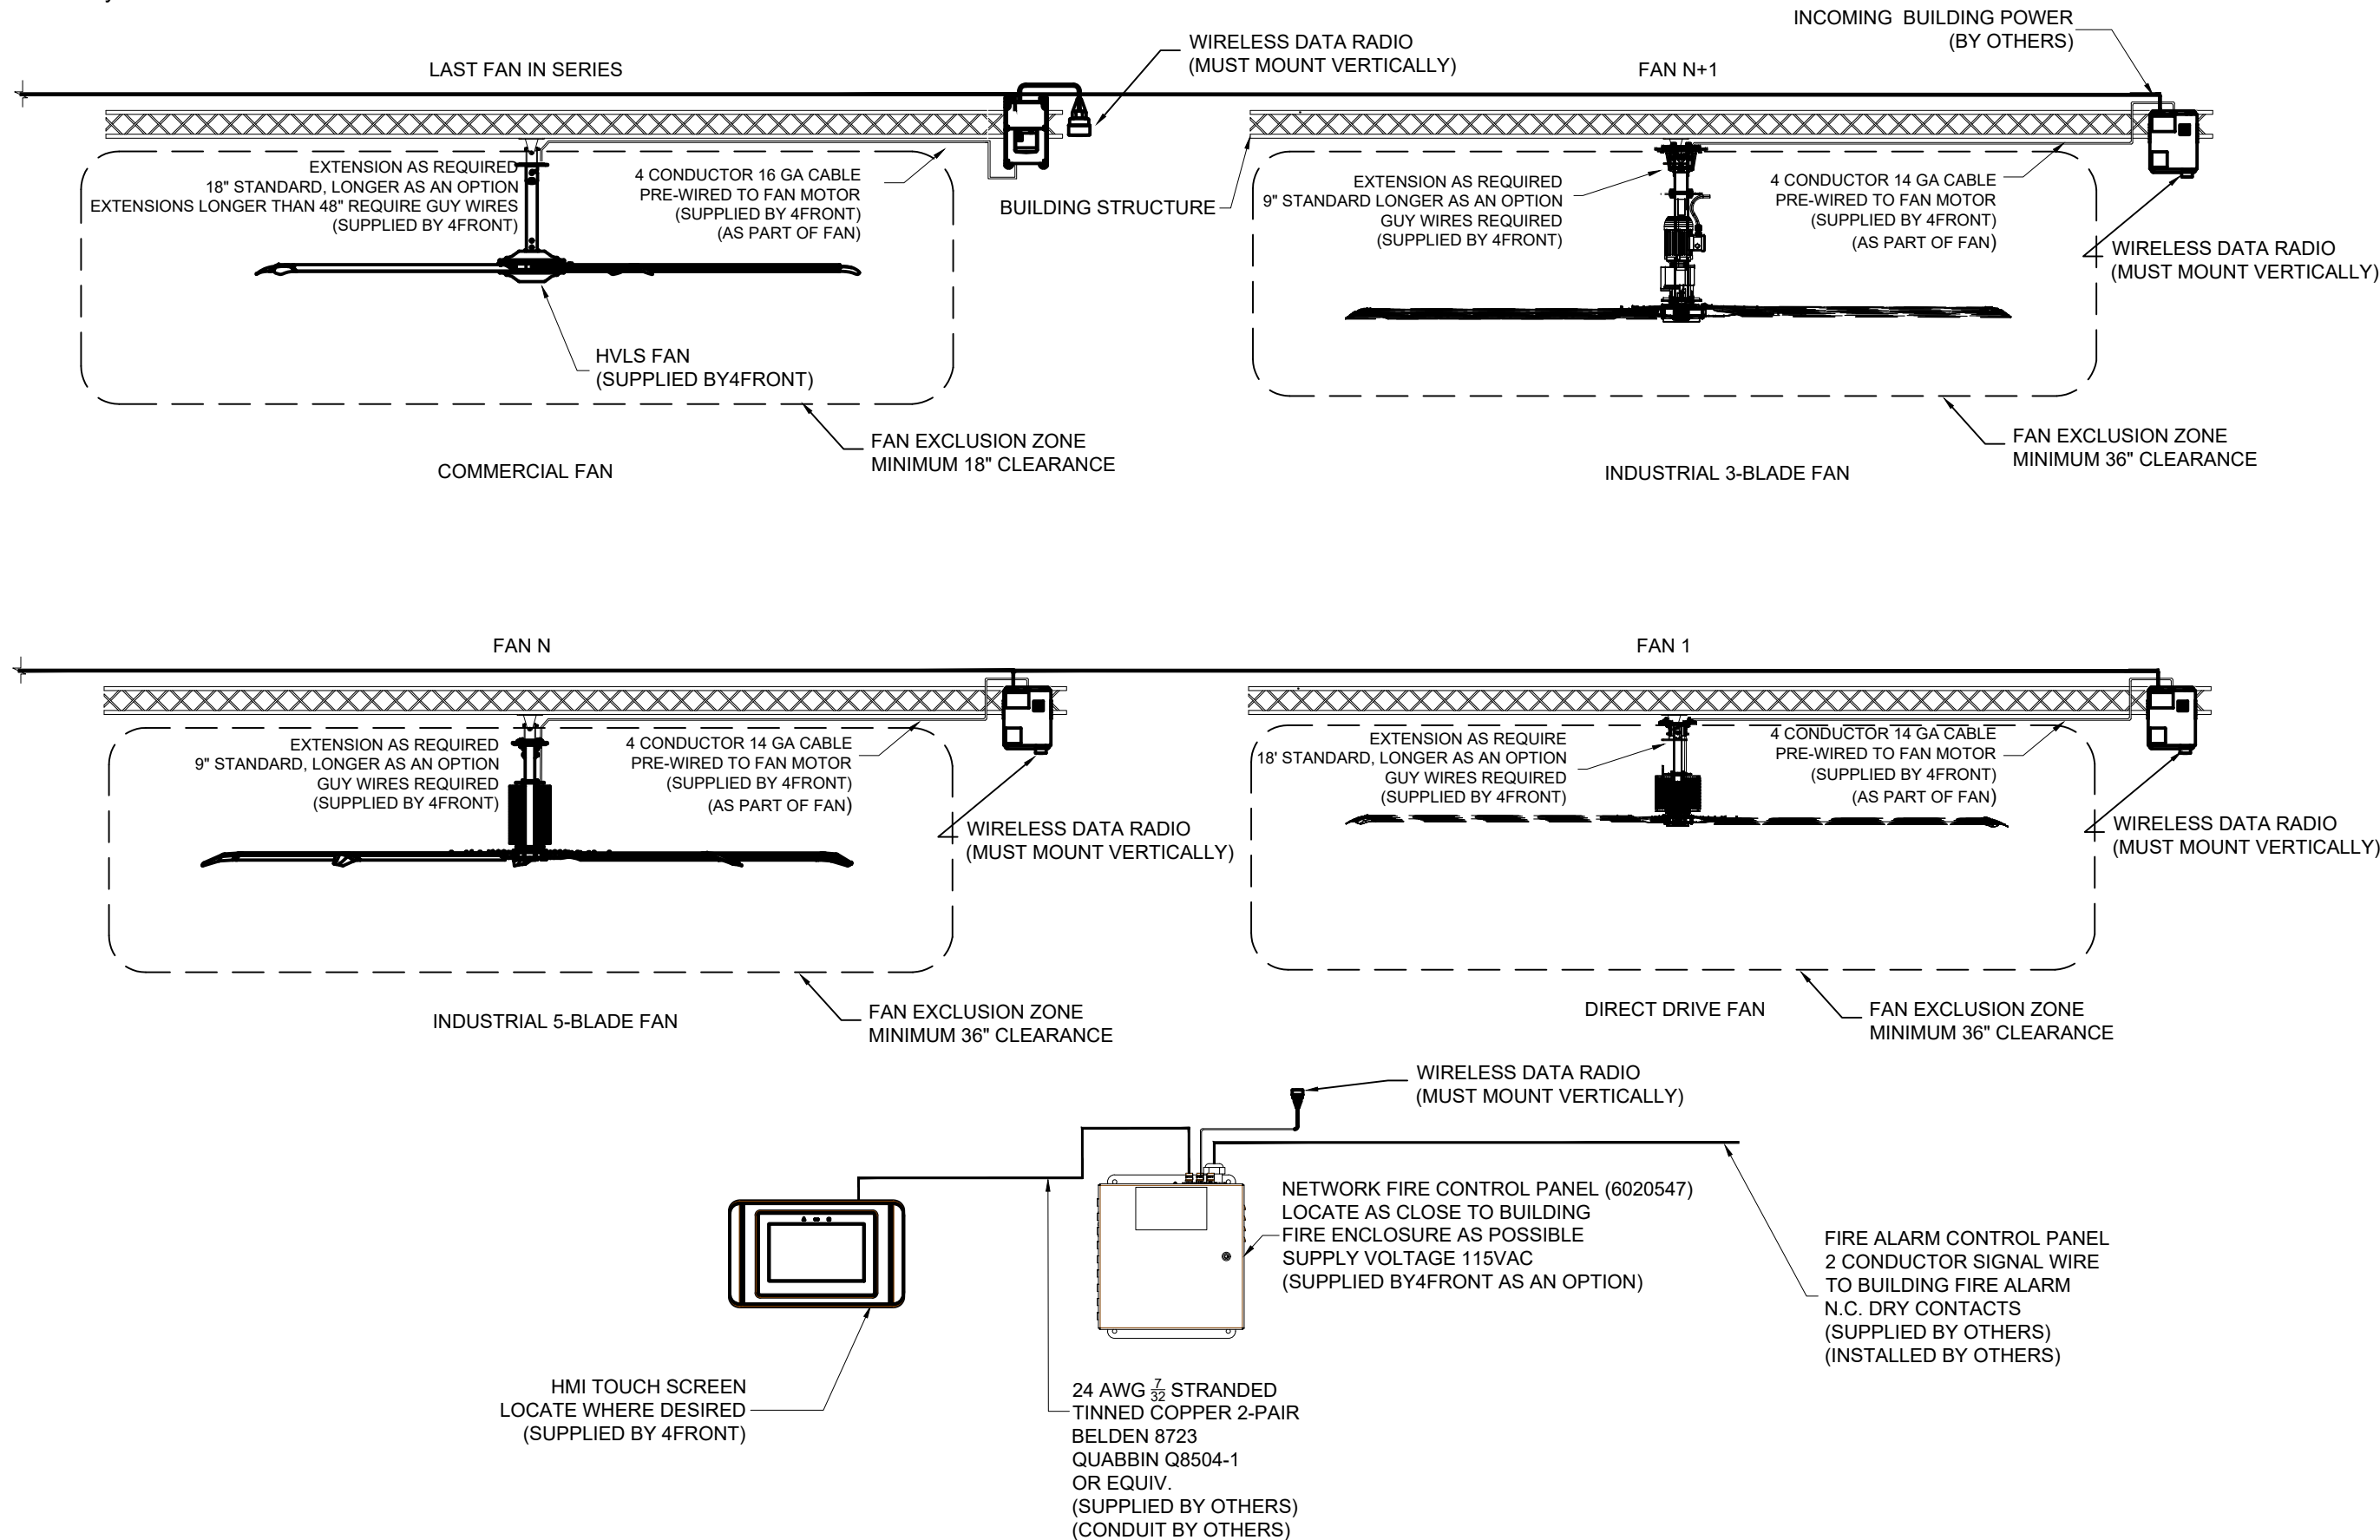 INCOMING  BUILDING POWER
(BY OTHERS)
WIRELESS DATA RADIO
(MUST MOUNT VERTICALLY)
LAST FAN IN SERIES
FAN N+1
EXTENSION AS REQUIRED
18" STANDARD, LONGER AS AN OPTION
EXTENSIONS LONGER THAN 48" REQUIRE GUY WIRES
(SUPPLIED BY 4FRONT)
4 CONDUCTOR 16 GA CABLE
PRE-WIRED TO FAN MOTOR
(SUPPLIED BY 4FRONT)
(AS PART OF FAN)
BUILDING STRUCTURE
EXTENSION AS REQUIRED
9" STANDARD LONGER AS AN OPTION
GUY WIRES REQUIRED
(SUPPLIED BY 4FRONT)
4 CONDUCTOR 14 GA CABLE
PRE-WIRED TO FAN MOTOR
(SUPPLIED BY 4FRONT)
(AS PART OF FAN)
WIRELESS DATA RADIO
(MUST MOUNT VERTICALLY)
HVLS FAN
(SUPPLIED BY4FRONT)
FAN EXCLUSION ZONE
MINIMUM 18" CLEARANCE
COMMERCIAL FAN
FAN EXCLUSION ZONE
MINIMUM 36" CLEARANCE
INDUSTRIAL 3-BLADE FAN
FAN N
FAN 1
EXTENSION AS REQUIRED
9" STANDARD, LONGER AS AN OPTION
GUY WIRES REQUIRED
(SUPPLIED BY 4FRONT)
4 CONDUCTOR 14 GA CABLE
PRE-WIRED TO FAN MOTOR
(SUPPLIED BY 4FRONT)
(AS PART OF FAN)
WIRELESS DATA RADIO
(MUST MOUNT VERTICALLY)
EXTENSION AS REQUIRE
18' STANDARD, LONGER AS AN OPTION
GUY WIRES REQUIRED
(SUPPLIED BY 4FRONT)
4 CONDUCTOR 14 GA CABLE
PRE-WIRED TO FAN MOTOR
(SUPPLIED BY 4FRONT)
(AS PART OF FAN)
WIRELESS DATA RADIO
(MUST MOUNT VERTICALLY)
INDUSTRIAL 5-BLADE FAN
FAN EXCLUSION ZONE
MINIMUM 36" CLEARANCE
DIRECT DRIVE FAN
FAN EXCLUSION ZONE
MINIMUM 36" CLEARANCE
WIRELESS DATA RADIO
(MUST MOUNT VERTICALLY)
NETWORK FIRE CONTROL PANEL (6020547)
LOCATE AS CLOSE TO BUILDING
FIRE ENCLOSURE AS POSSIBLE
SUPPLY VOLTAGE 115VAC
(SUPPLIED BY4FRONT AS AN OPTION)
FIRE ALARM CONTROL PANEL
2 CONDUCTOR SIGNAL WIRE
TO BUILDING FIRE ALARM
N.C. DRY CONTACTS
(SUPPLIED BY OTHERS)
(INSTALLED BY OTHERS)
HMI TOUCH SCREEN
LOCATE WHERE DESIRED
(SUPPLIED BY 4FRONT)
24 AWG 7/32 STRANDED
TINNED COPPER 2-PAIR
BELDEN 8723
QUABBIN Q8504-1
OR EQUIV.
(SUPPLIED BY OTHERS)
(CONDUIT BY OTHERS)